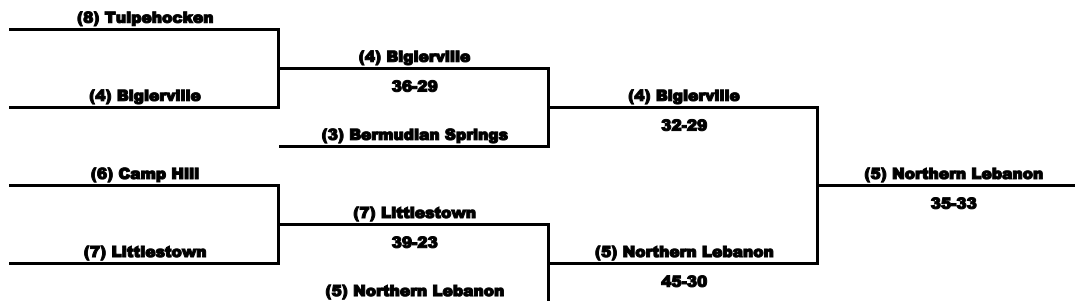 (8) Tulpehocken
(4) Biglerville
36-29
(4) Biglerville
(4) Biglerville
32-29
(3) Bermudian Springs
(6) Camp Hill
(5) Northern Lebanon
35-33
(7) Littlestown
39-23
(7) Littlestown
(5) Northern Lebanon
45-30
(5) Northern Lebanon